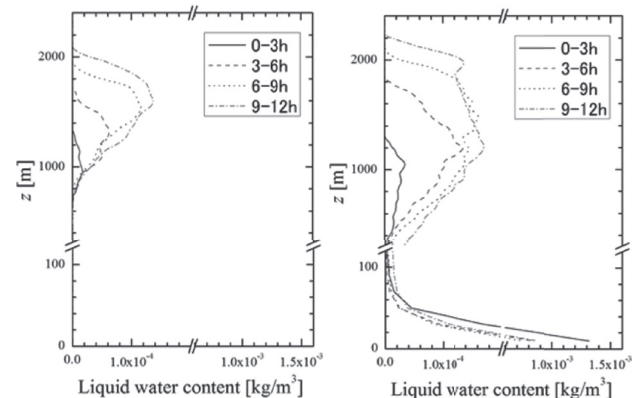 2000
1000
z [m]
100
0
0.0
1.0x10⁻⁴
1.0x10⁻³
1.5x10⁻³
Liquid water content [kg/m³]
0-3h
3-6h
6-9h
9-12h
2000
1000
z [m]
100
0
0.0
1.0x10⁻⁴
1.0x10⁻³
1.5x10⁻³
Liquid water content [kg/m³]
0-3h
3-6h
6-9h
9-12h